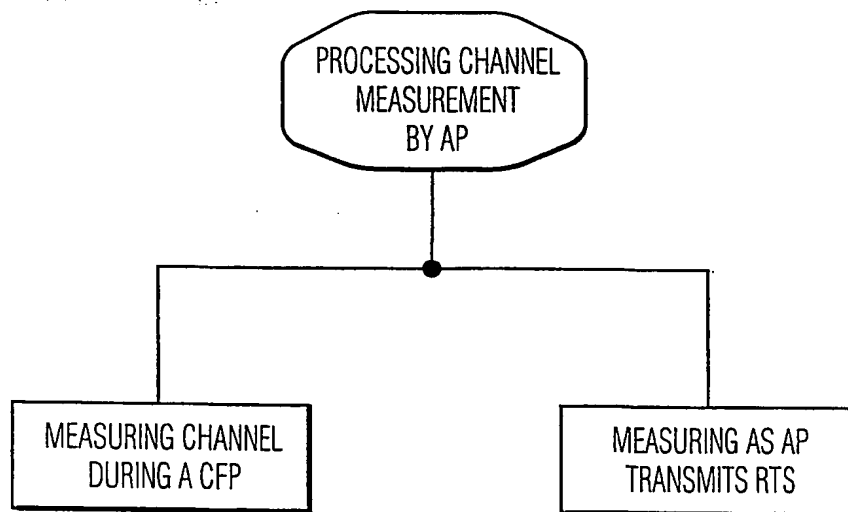 PROCESSING CHANNEL
MEASUREMENT
BY AP
MEASURING CHANNEL
DURING A CFP
MEASURING AS AP
TRANSMITS RTS